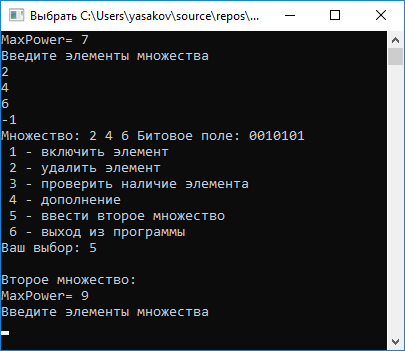 Выбрать C:\Users\yasakov\source\repos\...
MaxPower= 7
Введите элементы множества
2
4
6
-1
Множество: 2 4 6 Битовое поле: 0010101
1 - включить элемент
2 - удалить элемент
3 - проверить наличие элемента
4 - дополнение
5 - ввести второе множество
6 - выход из программы
Ваш выбор: 5
Второе множество:
MaxPower= 9
Введите элементы множества